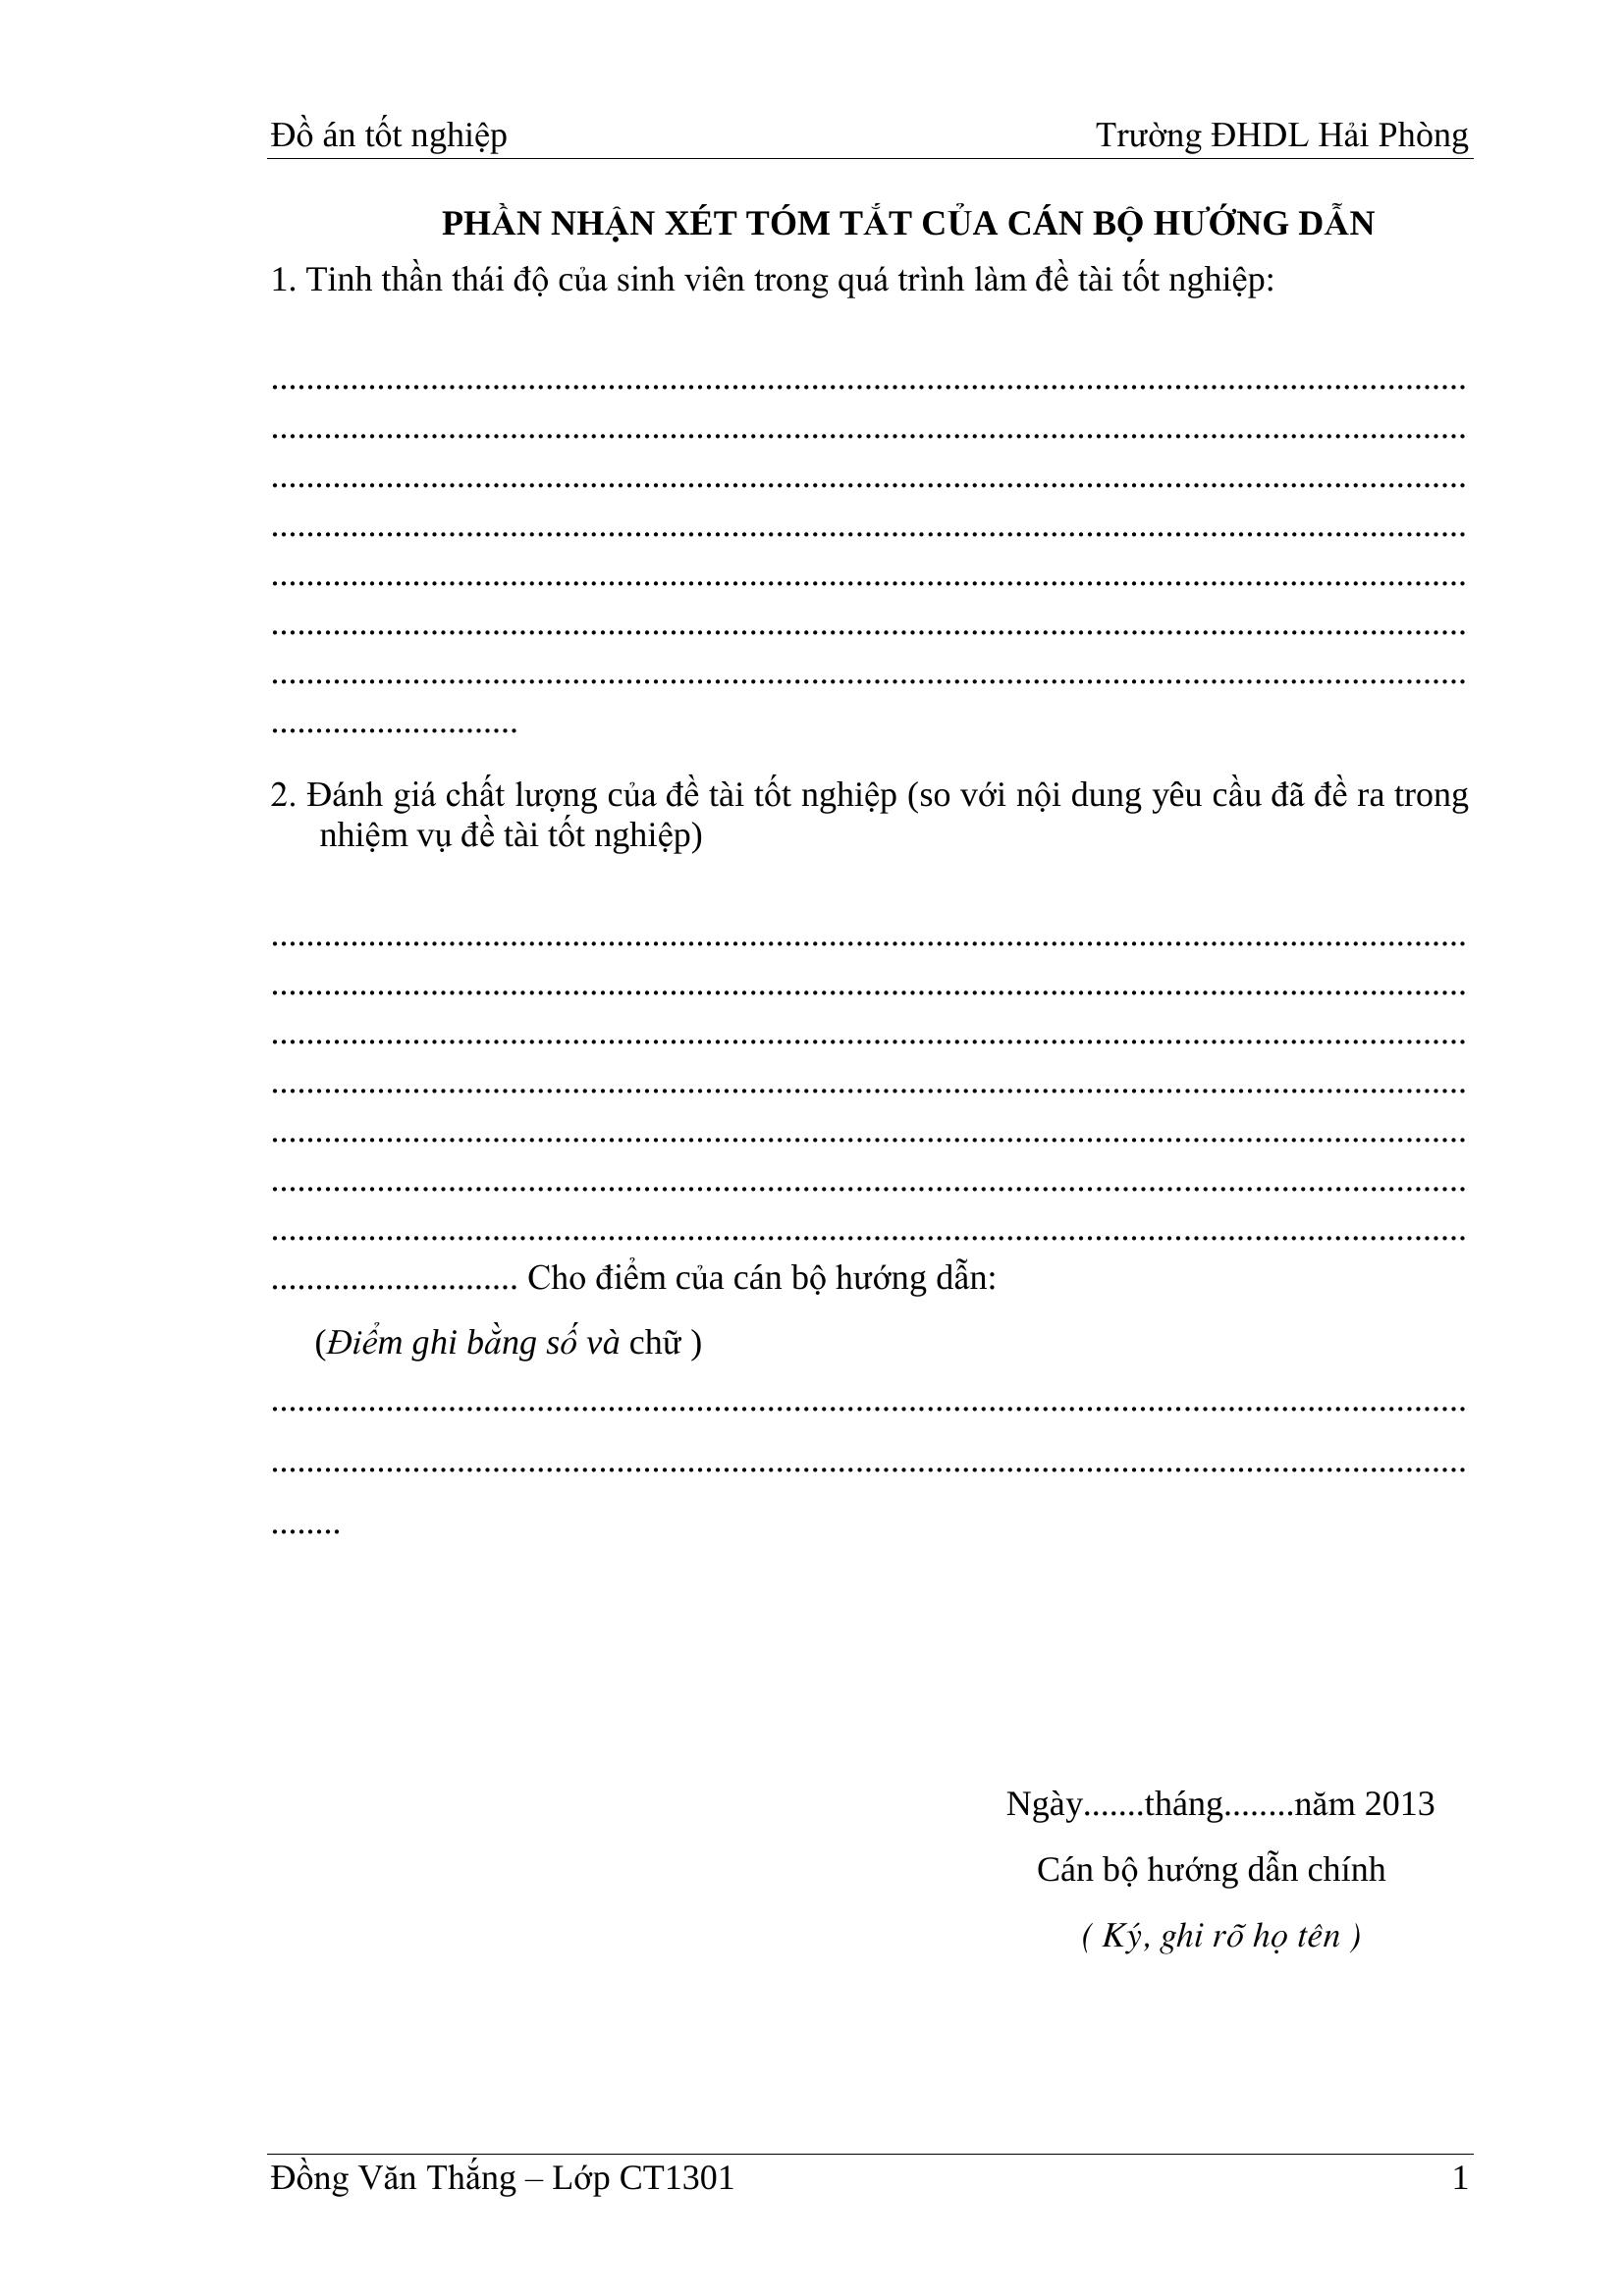 Đồ án tốt nghiệp Trường ĐHDL Hải Phòng
PHẦN NHẬN XÉT TÓM TẮT CỦA CÁN BỘ HƯỚNG DẪN
1. Tinh thần thái độ của sinh viên trong quá trình làm đề tài tốt nghiệp:
.......................................................................................................................................
.......................................................................................................................................
.......................................................................................................................................
.......................................................................................................................................
.......................................................................................................................................
.......................................................................................................................................
.......................................................................................................................................
............................
2. Đánh giá chất lượng của đề tài tốt nghiệp (so với nội dung yêu cầu đã đề ra trong
nhiệm vụ đề tài tốt nghiệp)
.......................................................................................................................................
.......................................................................................................................................
.......................................................................................................................................
.......................................................................................................................................
.......................................................................................................................................
.......................................................................................................................................
.......................................................................................................................................
............................ Cho điểm của cán bộ hướng dẫn:
(Điểm ghi bằng số và chữ )
.......................................................................................................................................
.......................................................................................................................................
........
Ngày.......tháng........năm 2013
Cán bộ hướng dẫn chính
( Ký, ghi rõ họ tên )
Đồng Văn Thắng – Lớp CT1301 1